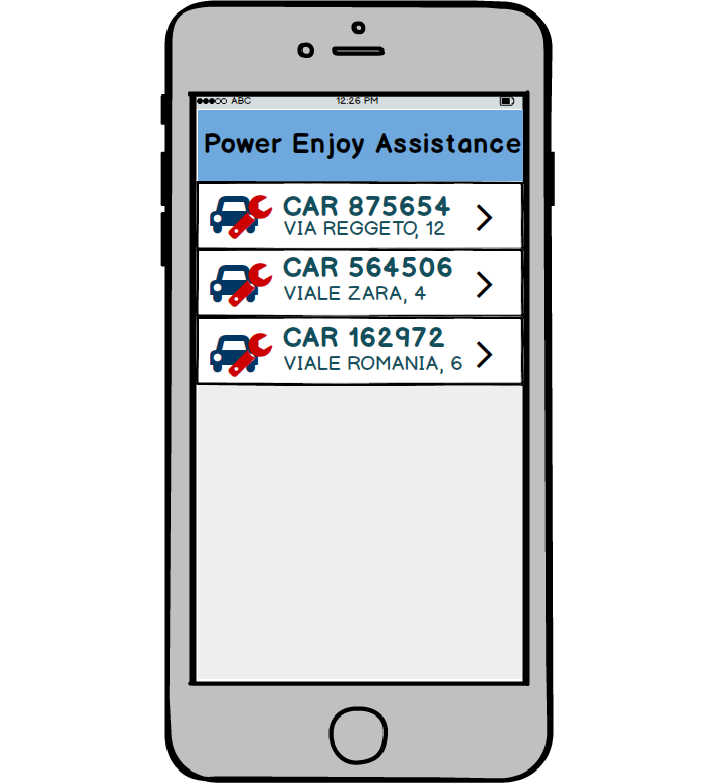 ABC 12:26 PM
Power Enjoy Assistance
CAR 875654
VIA REGGETO, 12
CAR 564506
VIALE ZARA, 4
CAR 162972
VIALE ROMANIA, 6